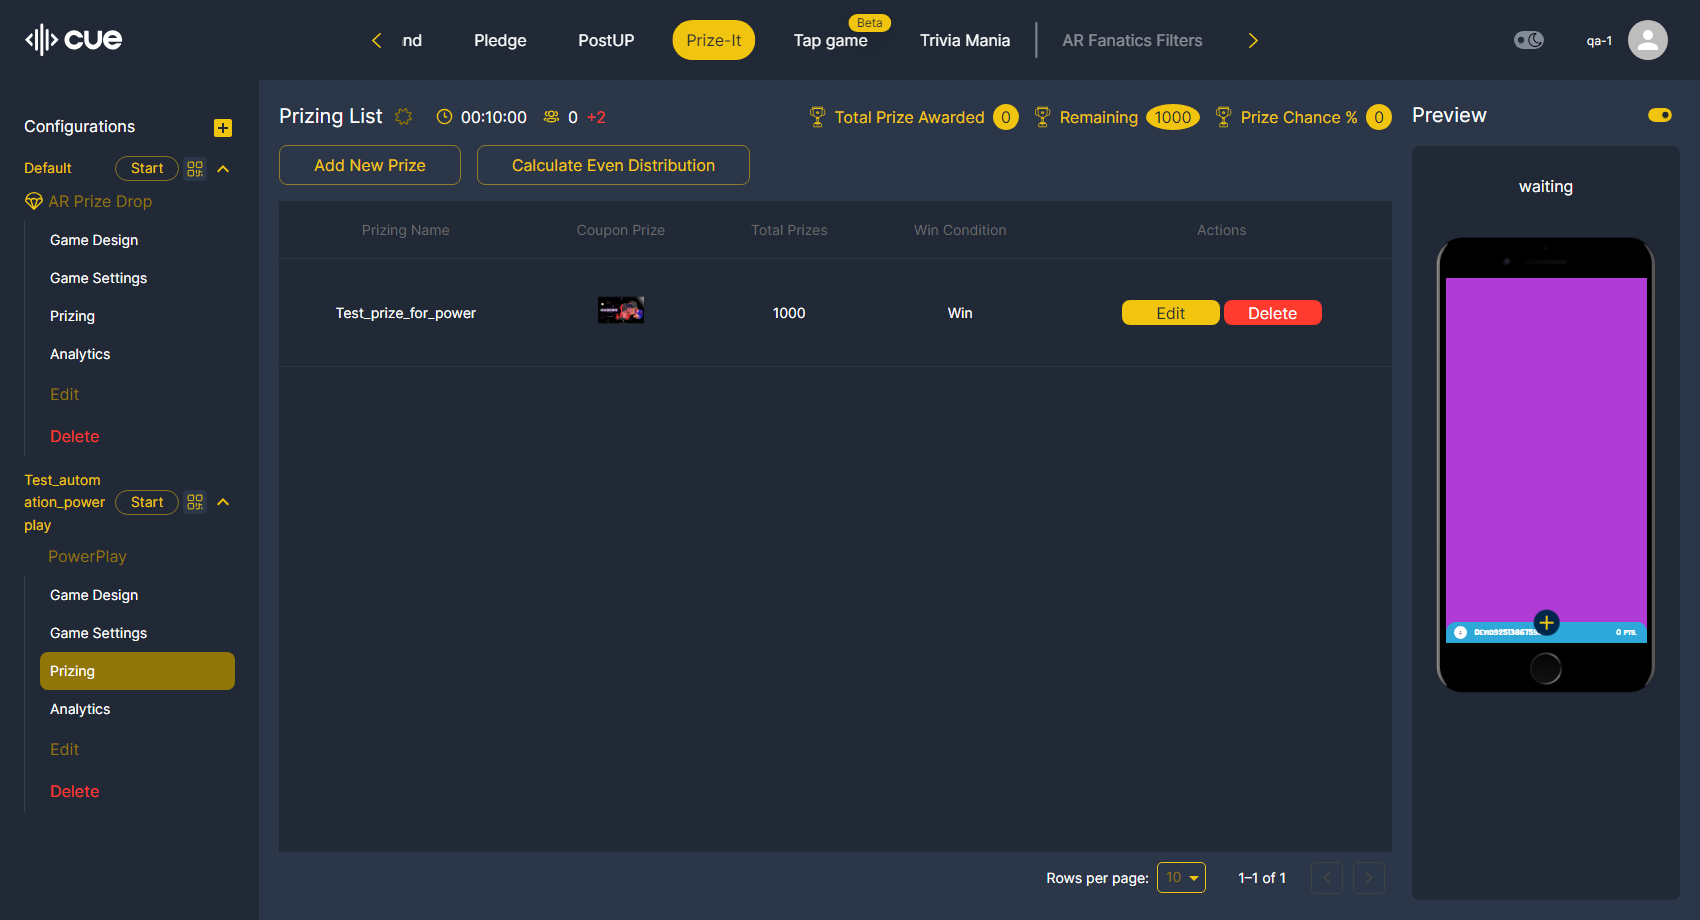 cue
nd
Pledge
PostUP
Prize-It
Beta
Tap game
Trivia Mania
AR Fanatics Filters
qa-1
Configurations
Default
Start
AR Prize Drop
Game Design
Game Settings
Prizing
Analytics
Edit
Delete
Test_autom
ation_power
play
Start
PowerPlay
Game Design
Game Settings
Prizing
Analytics
Edit
Delete
Prizing List
00:10:00
0
+2
Total Prize Awarded 0
Remaining 1000
Prize Chance % 0
Add New Prize
Calculate Even Distribution
Prizing Name
Coupon Prize
Total Prizes
Win Condition
Actions
Test_prize_for_power
1000
Win
Edit
Delete
Rows per page:
10
1–1 of 1
Preview
waiting
0 PTS.